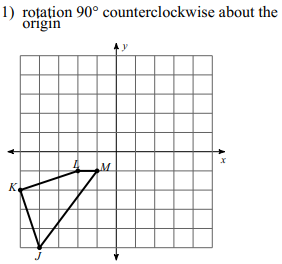 1) rotation 90° counterclockwise about the
origin
y
x
L
M
K
J